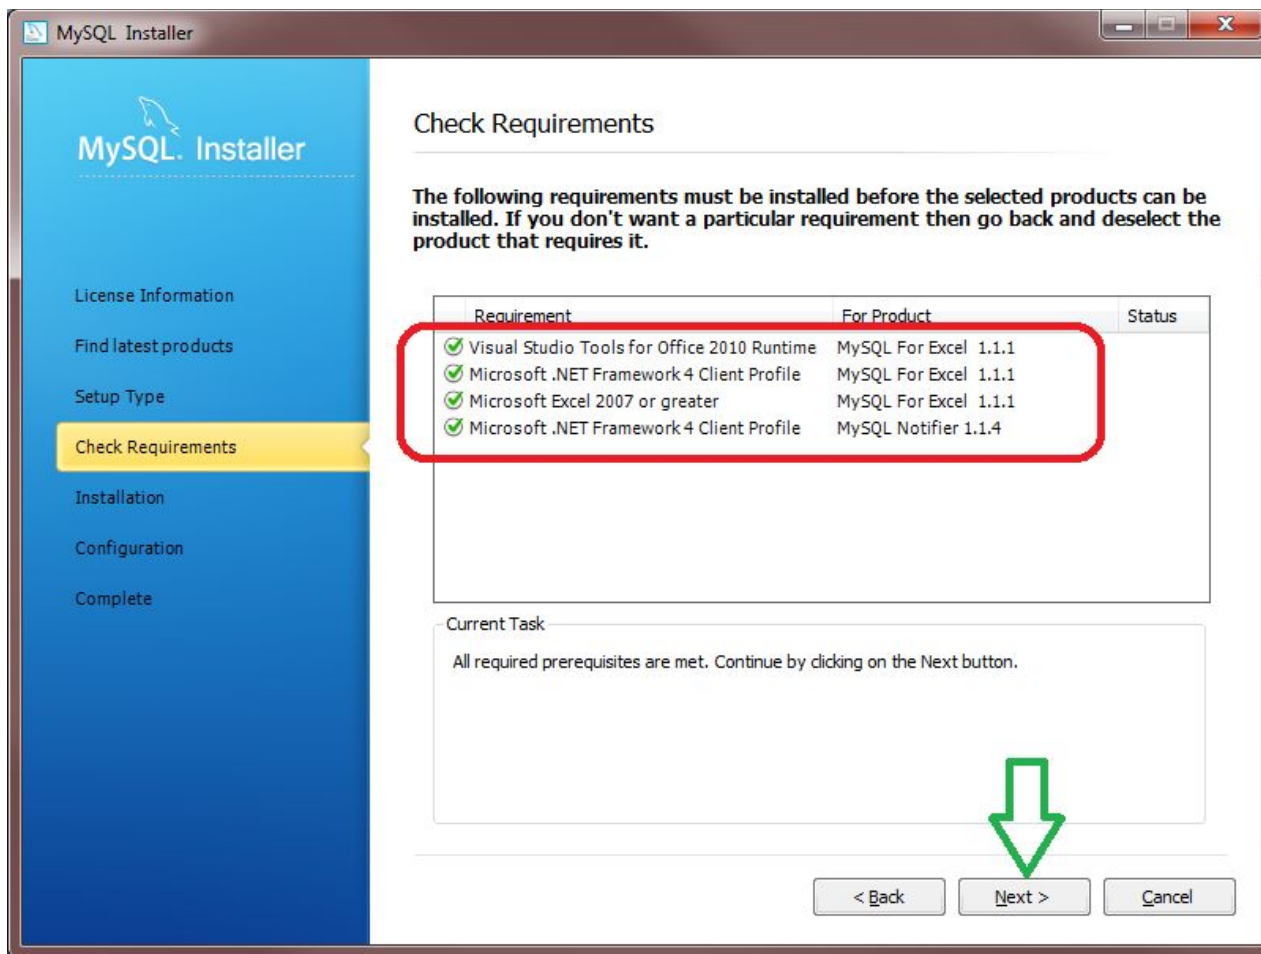 MySQL Installer
MySQL. Installer
License Information
Find latest products
Setup Type
Check Requirements
Installation
Configuration
Complete
Check Requirements
The following requirements must be installed before the selected products can be
installed. If you don't want a particular requirement then go back and deselect the
product that requires it.
Requirement For Product Status
Visual Studio Tools for Office 2010 Runtime MySQL For Excel 1.1.1
Microsoft .NET Framework 4 Client Profile MySQL For Excel 1.1.1
Microsoft Excel 2007 or greater MySQL For Excel 1.1.1
Microsoft .NET Framework 4 Client Profile MySQL Notifier 1.1.4
Current Task
All required prerequisites are met. Continue by clicking on the Next button.
< Back Next > Cancel